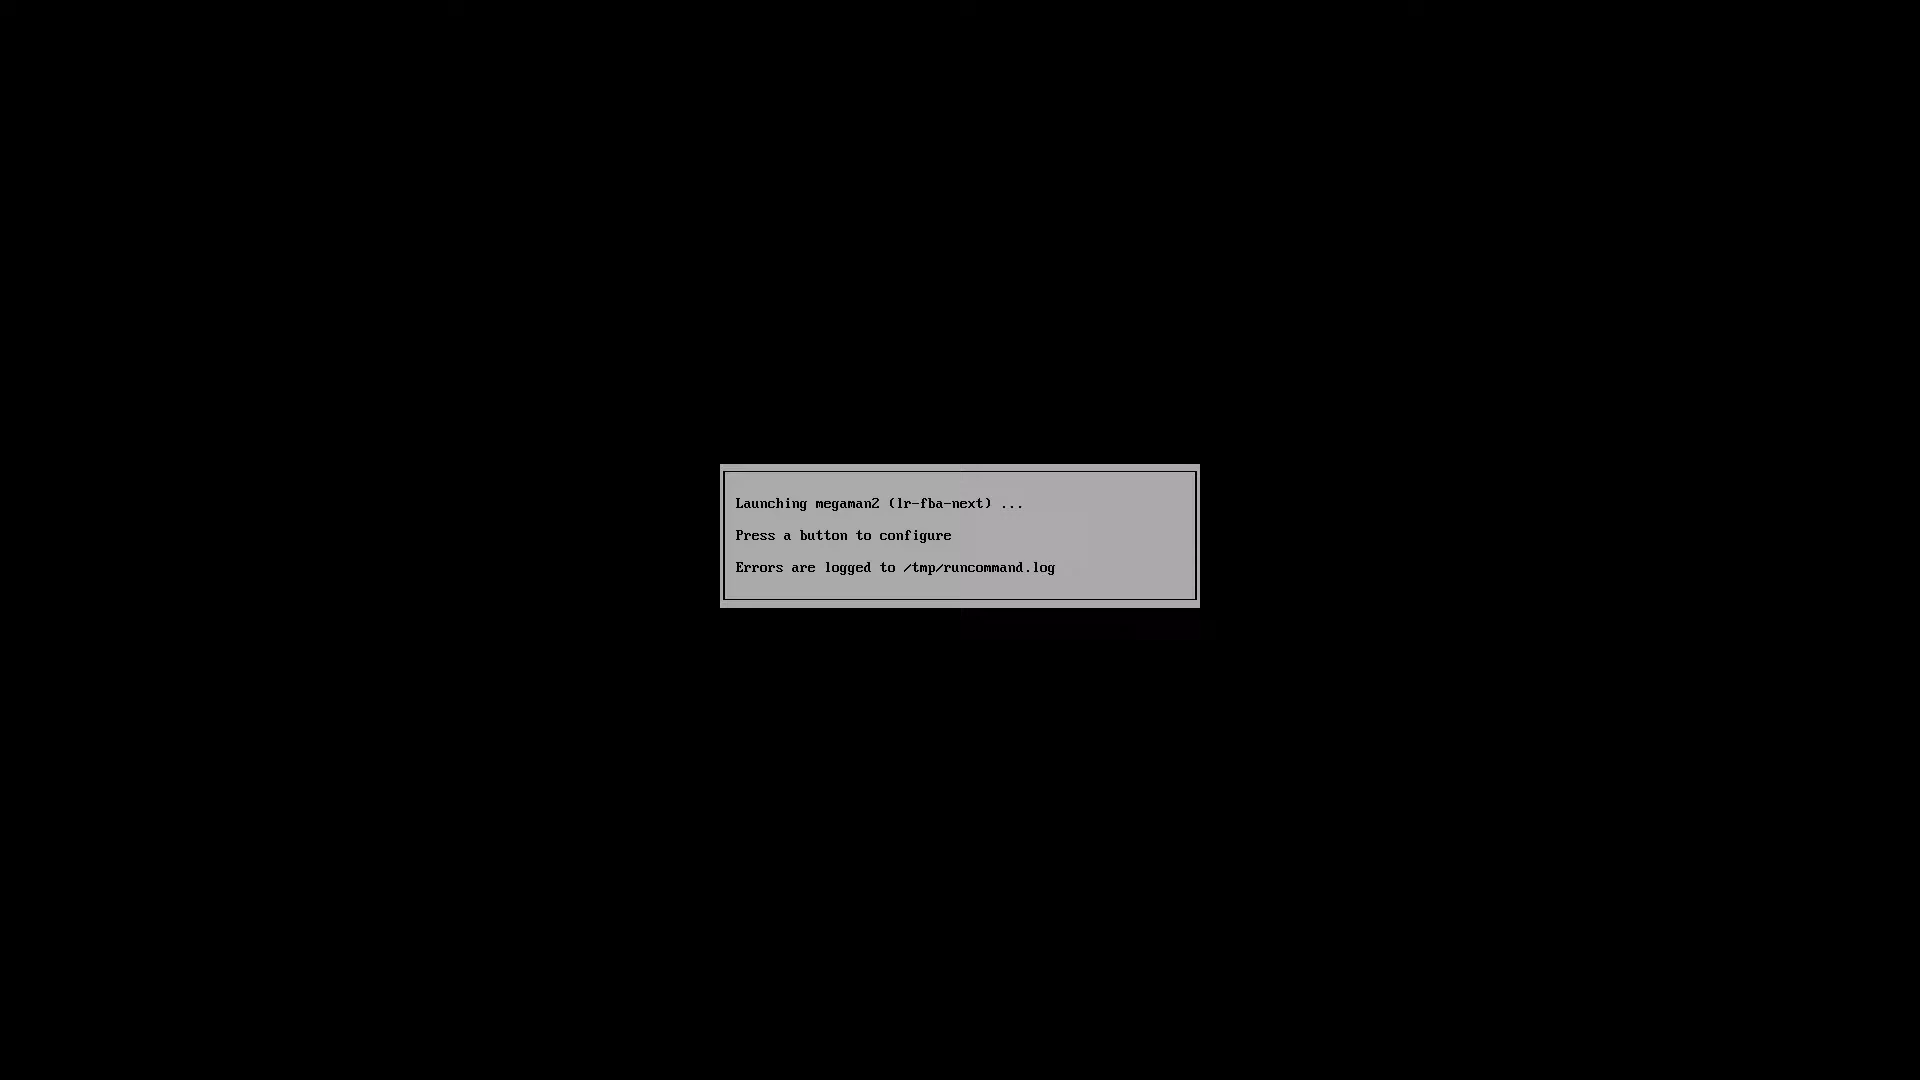 Launching megaman2 (lr-fba-next) ...
Press a button to configure
Errors are logged to /tmp/runcommand.log